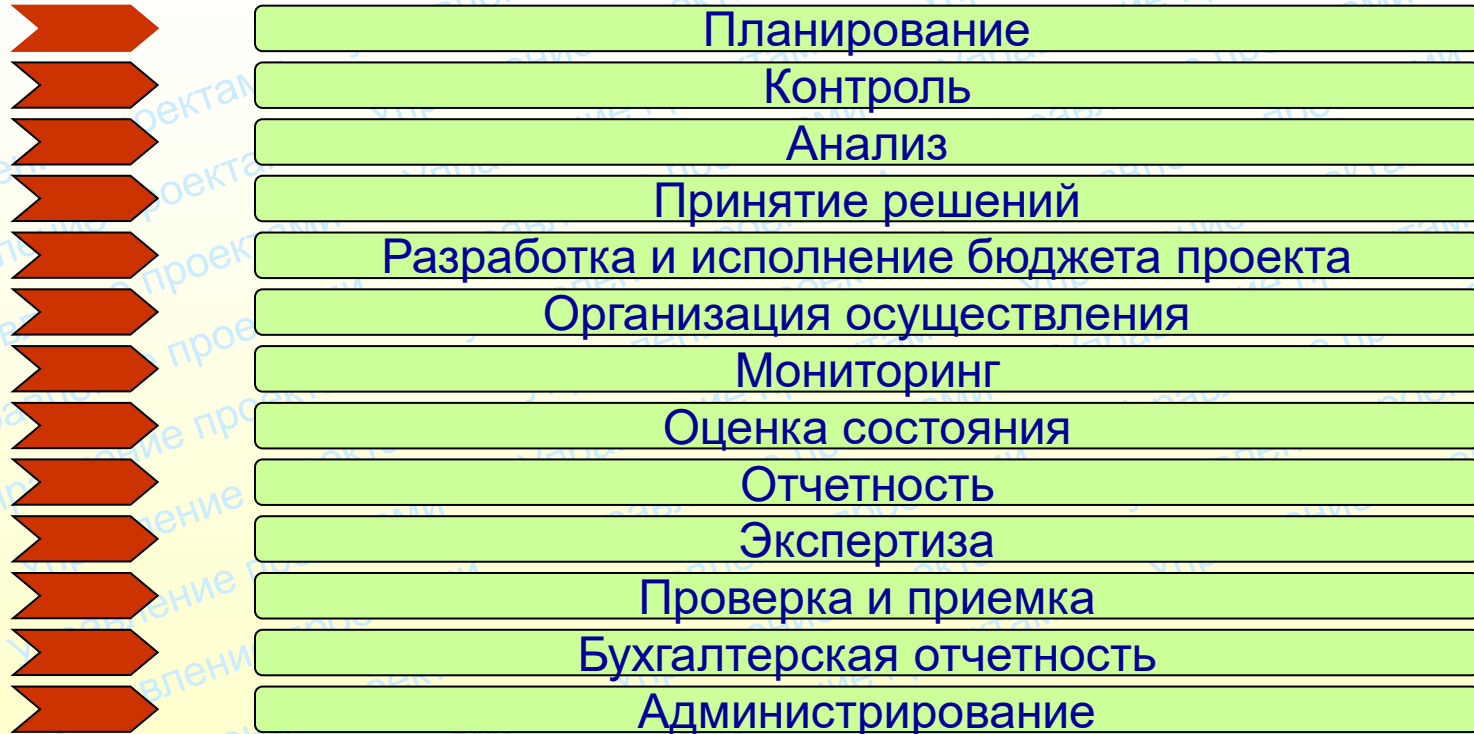 Планирование
Контроль
Анализ
Принятие решений
Разработка и исполнение бюджета проекта
Организация осуществления
Мониторинг
Оценка состояния
Отчетность
Экспертиза
Проверка и приемка
Бухгалтерская отчетность
Администрирование